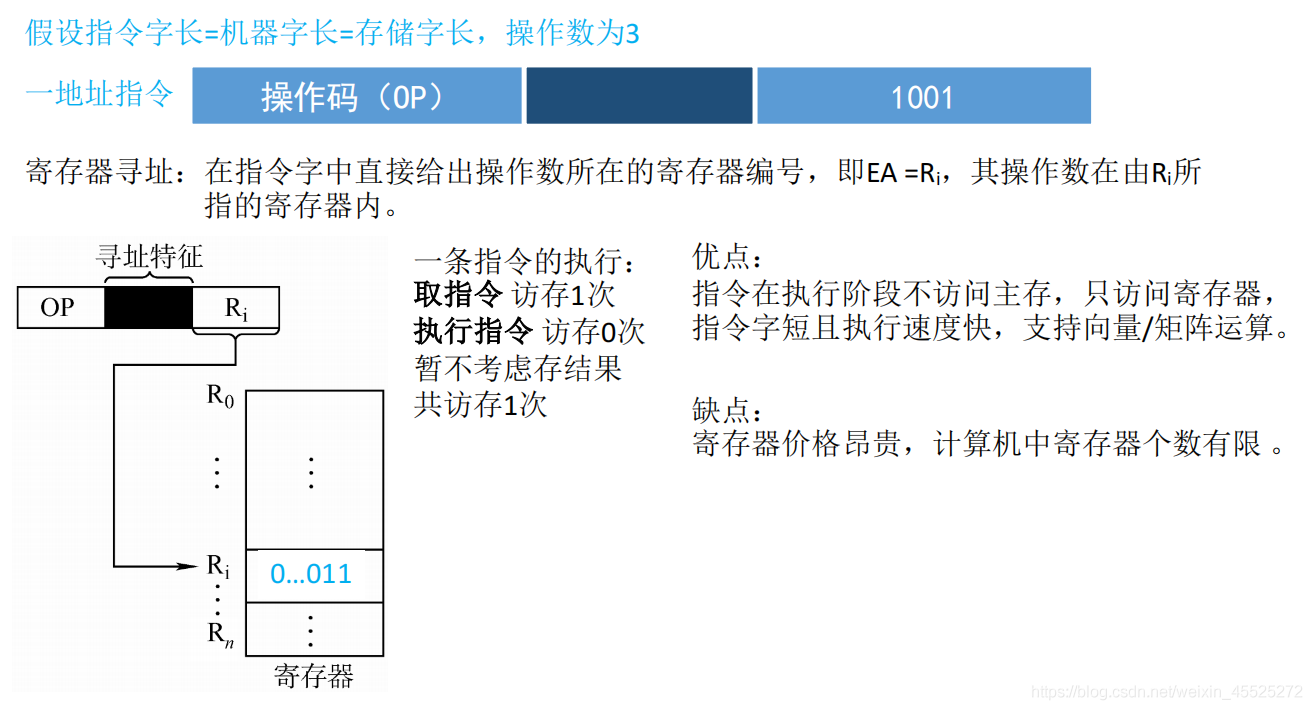 假设指令字长=机器字长=存储字长，操作数为3
一地址指令 操作码（OP） 1001
寄存器寻址：在指令字中直接给出操作数所在的寄存器编号，即EA =Ri，其操作数在由Ri所
指的寄存器内。
寻址特征
OP Ri
R0
⋮ ⋮
Ri 0...011
⋮
Rn ⋮
寄存器
一条指令的执行：
取指令 访存1次
执行指令 访存0次
暂不考虑存结果
共访存1次
优点：
指令在执行阶段不访问主存，只访问寄存器，
指令字短且执行速度快，支持向量/矩阵运算。
缺点：
寄存器价格昂贵，计算机中寄存器个数有限 。
https://blog.csdn.net/weixin_45525272